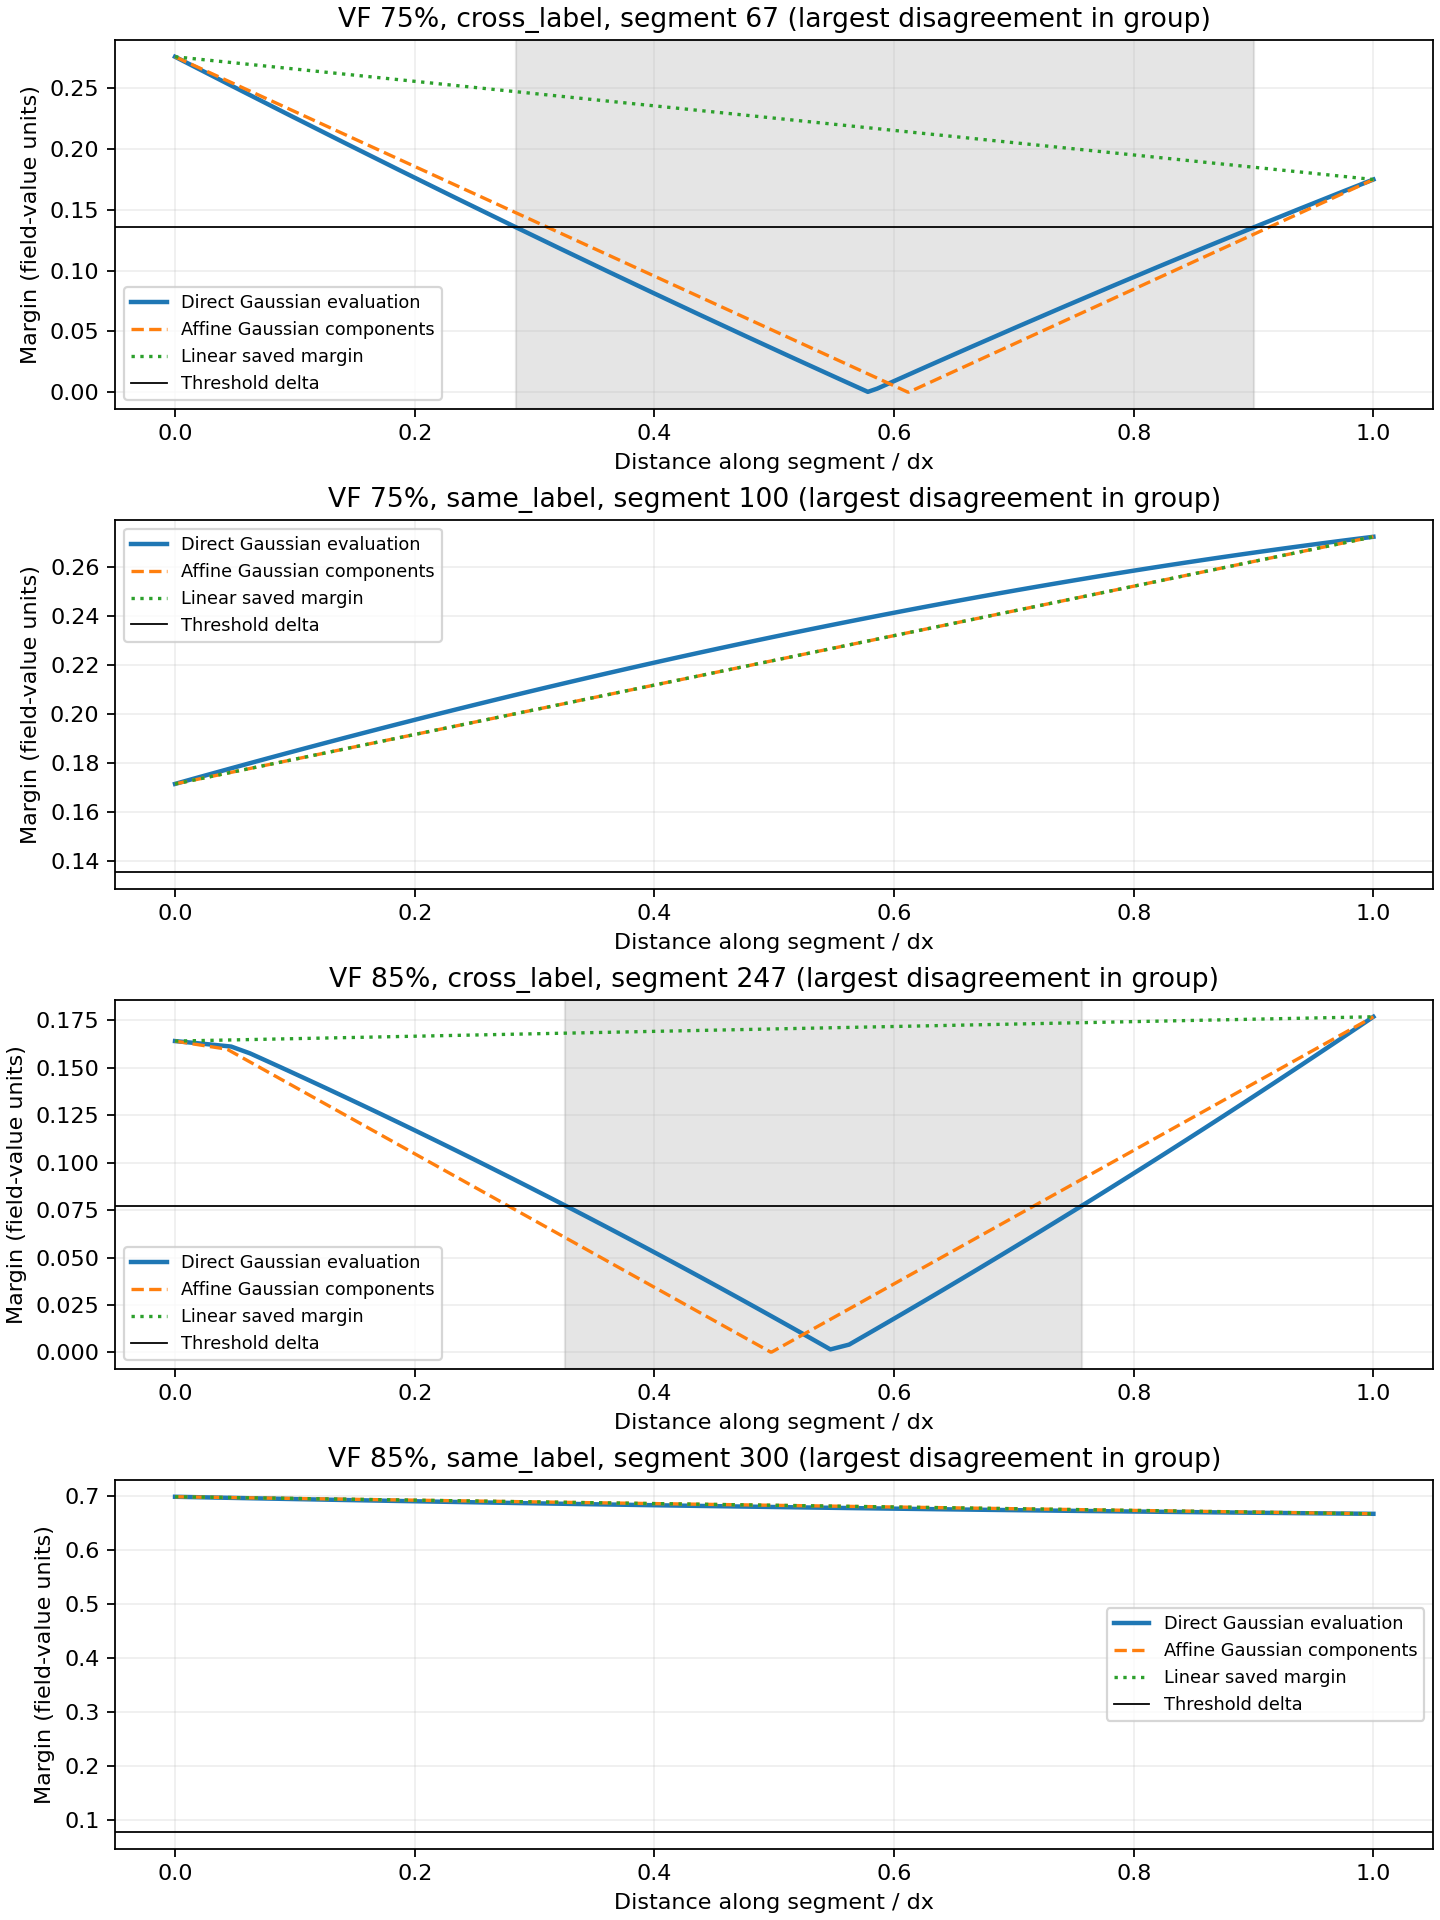 VF 75%, cross_label, segment 67 (largest disagreement in group)
Margin (field-value units)
0.25
0.20
0.15
0.10
0.05
0.00
Direct Gaussian evaluation
Affine Gaussian components
Linear saved margin
Threshold delta
0.0 0.2 0.4 0.6 0.8 1.0
Distance along segment / dx
VF 75%, same_label, segment 100 (largest disagreement in group)
Margin (field-value units)
0.26
0.24
0.22
0.20
0.18
0.16
0.14
Direct Gaussian evaluation
Affine Gaussian components
Linear saved margin
Threshold delta
0.0 0.2 0.4 0.6 0.8 1.0
Distance along segment / dx
VF 85%, cross_label, segment 247 (largest disagreement in group)
Margin (field-value units)
0.175
0.150
0.125
0.100
0.075
0.050
0.025
0.000
Direct Gaussian evaluation
Affine Gaussian components
Linear saved margin
Threshold delta
0.0 0.2 0.4 0.6 0.8 1.0
Distance along segment / dx
VF 85%, same_label, segment 300 (largest disagreement in group)
Margin (field-value units)
0.7
0.6
0.5
0.4
0.3
0.2
0.1
Direct Gaussian evaluation
Affine Gaussian components
Linear saved margin
Threshold delta
0.0 0.2 0.4 0.6 0.8 1.0
Distance along segment / dx